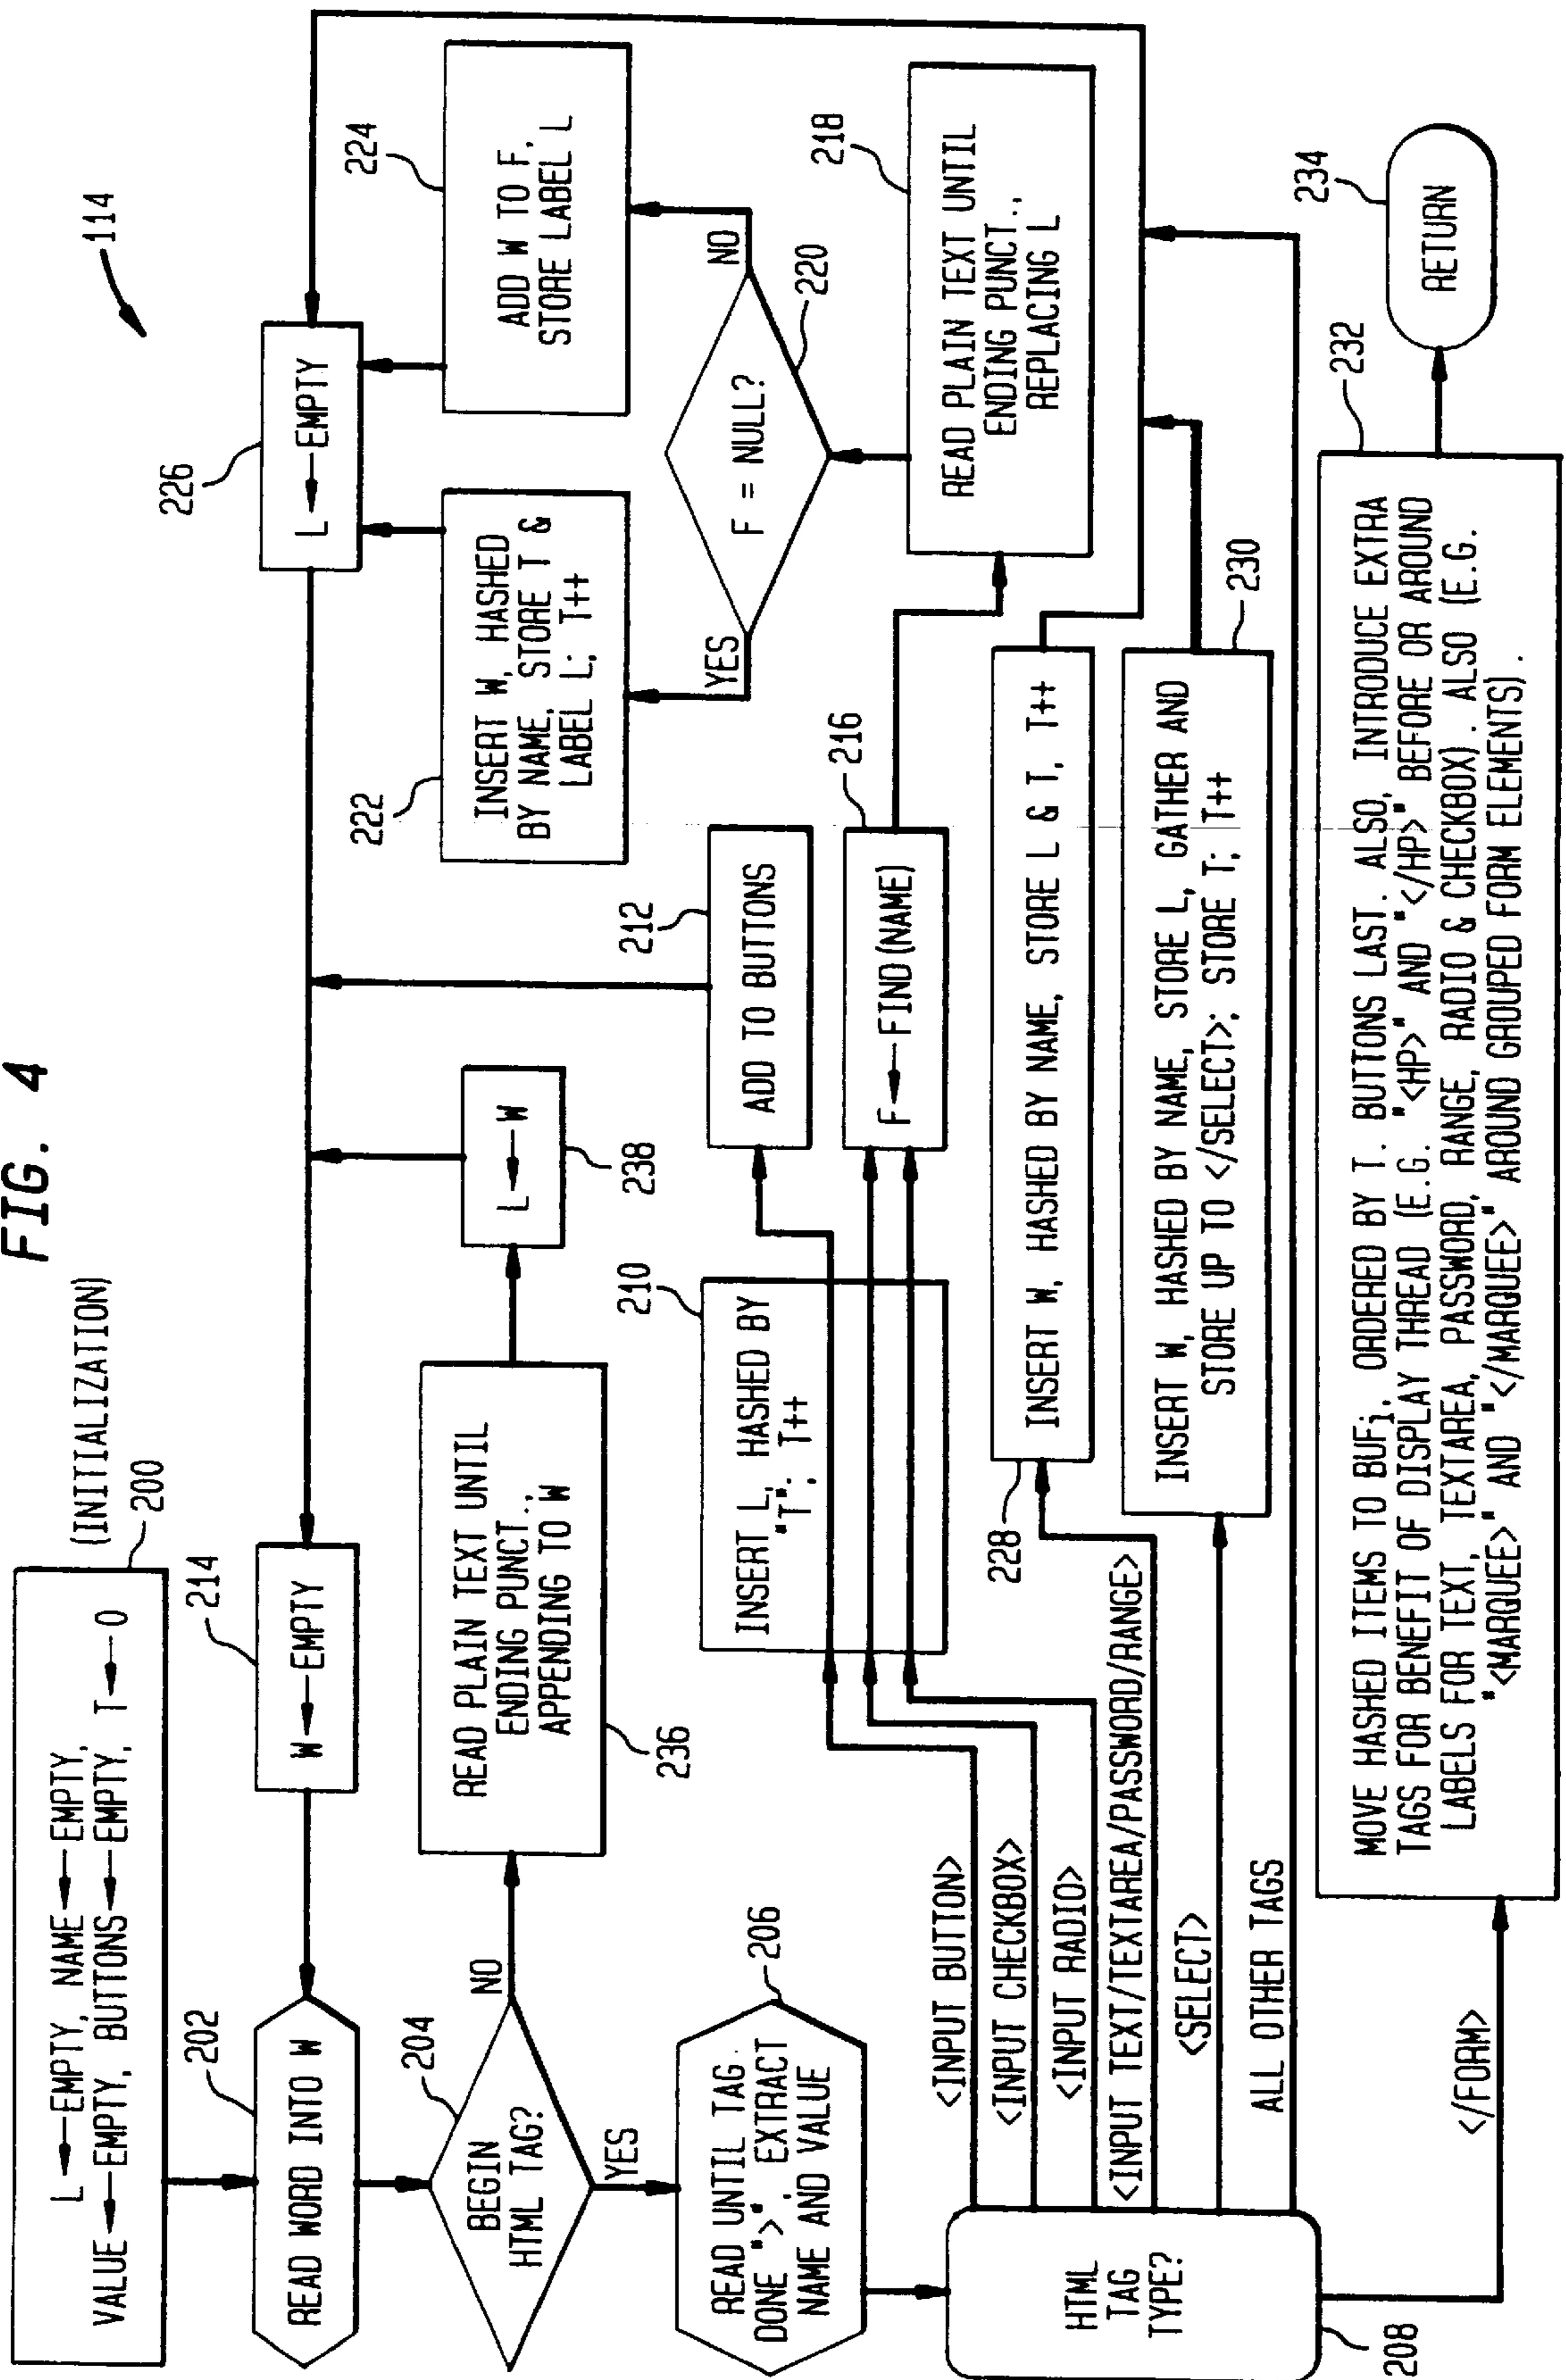 FIG. 4
114
(INITIALIZATION)
L ← EMPTY, NAME ← EMPTY,
VALUE ← EMPTY, BUTTONS ← EMPTY, T ← 0
200
202
READ WORD INTO W
214
W ← EMPTY
226
L ← EMPTY
204
BEGIN
HTML TAG?
NO
YES
READ PLAIN TEXT UNTIL
ENDING PUNCT.,
APPENDING TO W
236
L ← W
238
222
INSERT W, HASHED
BY NAME, STORE T &
LABEL L; T++
224
ADD W TO F,
STORE LABEL L
YES
F = NULL?
NO
220
206
READ UNTIL TAG
DONE ">". EXTRACT
NAME AND VALUE
210
INSERT L, HASHED BY
"T"; T++
212
ADD TO BUTTONS
216
F ← FIND(NAME)
218
READ PLAIN TEXT UNTIL
ENDING PUNCT.,
REPLACING L
HTML
TAG
TYPE?
208
<INPUT BUTTON>
<INPUT CHECKBOX>
<INPUT RADIO>
<INPUT TEXT/TEXTAREA/PASSWORD/RANGE>
<SELECT>
ALL OTHER TAGS
</FORM>
228
INSERT W, HASHED BY NAME, STORE L & T, T++
230
INSERT W, HASHED BY NAME, STORE L, GATHER AND
STORE UP TO </SELECT>; STORE T; T++
232
MOVE HASHED ITEMS TO BUFi, ORDERED BY T. BUTTONS LAST. ALSO, INTRODUCE EXTRA
TAGS FOR BENEFIT OF DISPLAY THREAD (E.G. "<HP>" AND "</HP>" BEFORE OR AROUND
LABELS FOR TEXT, TEXTAREA, PASSWORD, RANGE, RADIO & CHECKBOX). ALSO (E.G.
"<MARQUEE>" AND "</MARQUEE>" AROUND GROUPED FORM ELEMENTS).
234
RETURN